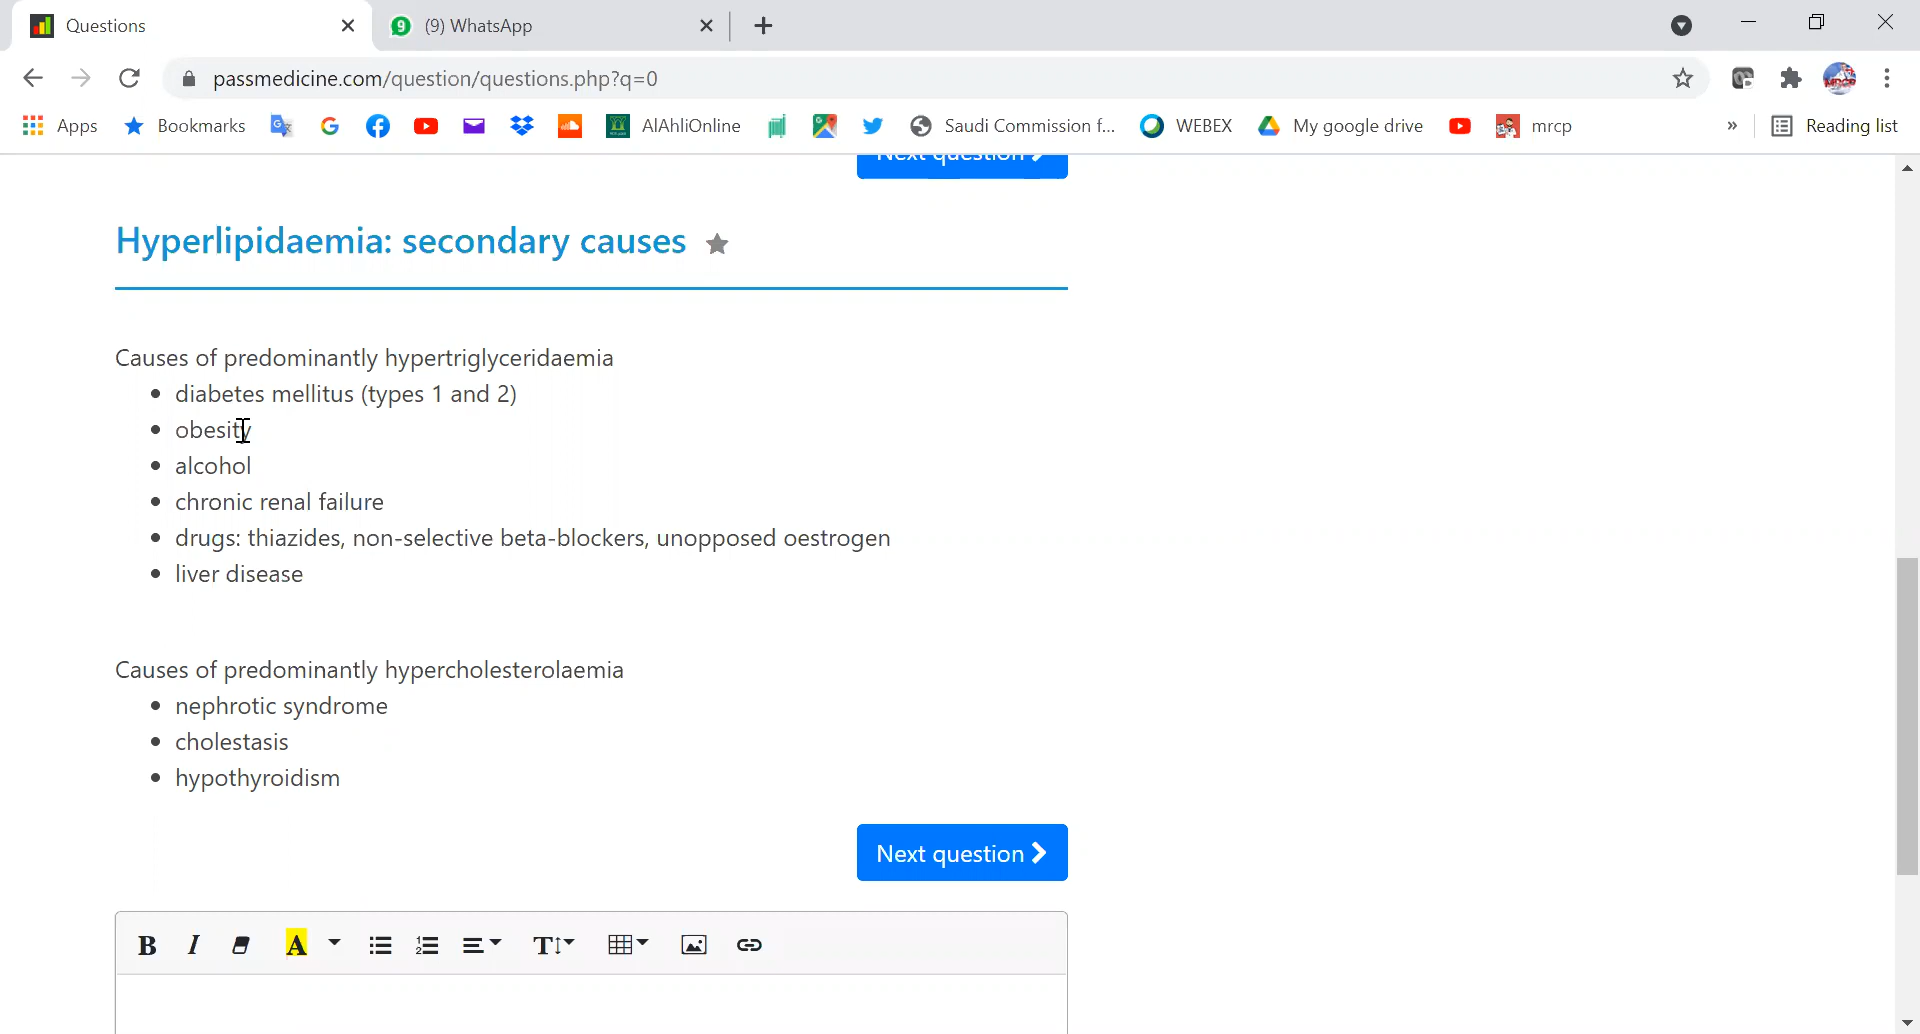 Questions
9 (9) WhatsApp
passmedicine.com/question/questions.php?q=0
Apps Bookmarks AlAhliOnline Saudi Commission f... WEBEX My google drive mrcp » Reading list
Next question
Hyperlipidaemia: secondary causes
Causes of predominantly hypertriglyceridaemia
• diabetes mellitus (types 1 and 2)
• obesity
• alcohol
• chronic renal failure
• drugs: thiazides, non-selective beta-blockers, unopposed oestrogen
• liver disease
Causes of predominantly hypercholesterolaemia
• nephrotic syndrome
• cholestasis
• hypothyroidism
Next question
B I A T